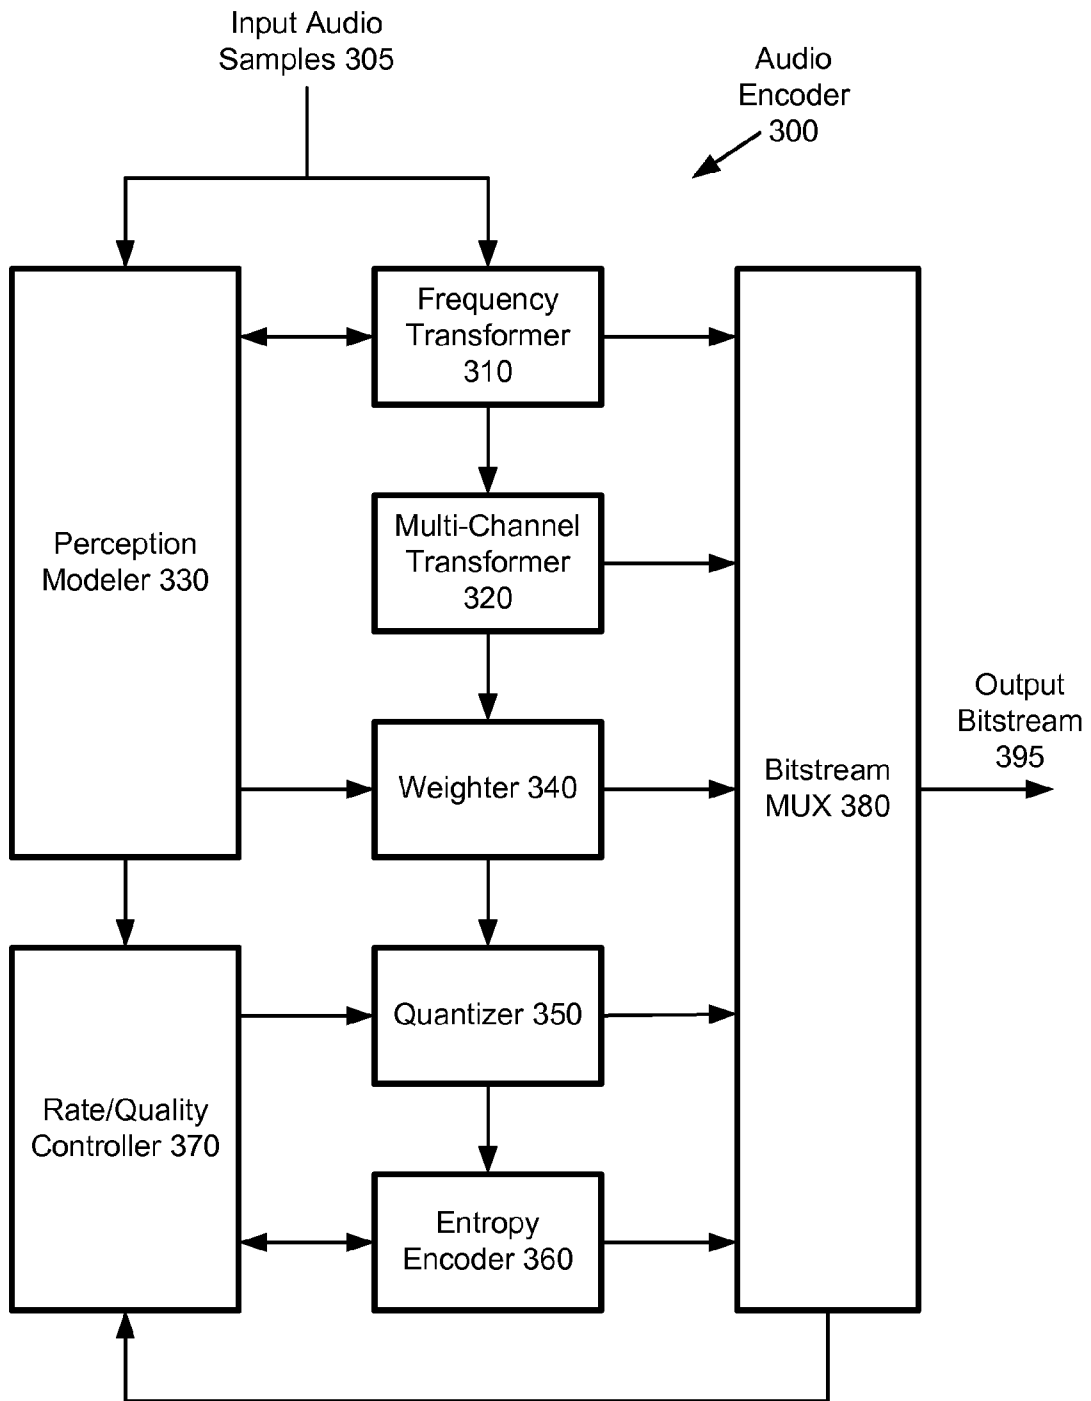 Input Audio
Samples 305
Audio
Encoder
300
Frequency
Transformer
310
Multi-Channel
Transformer
320
Perception
Modeler 330
Weighter 340
Bitstream
MUX 380
Output
Bitstream
395
Quantizer 350
Rate/Quality
Controller 370
Entropy
Encoder 360